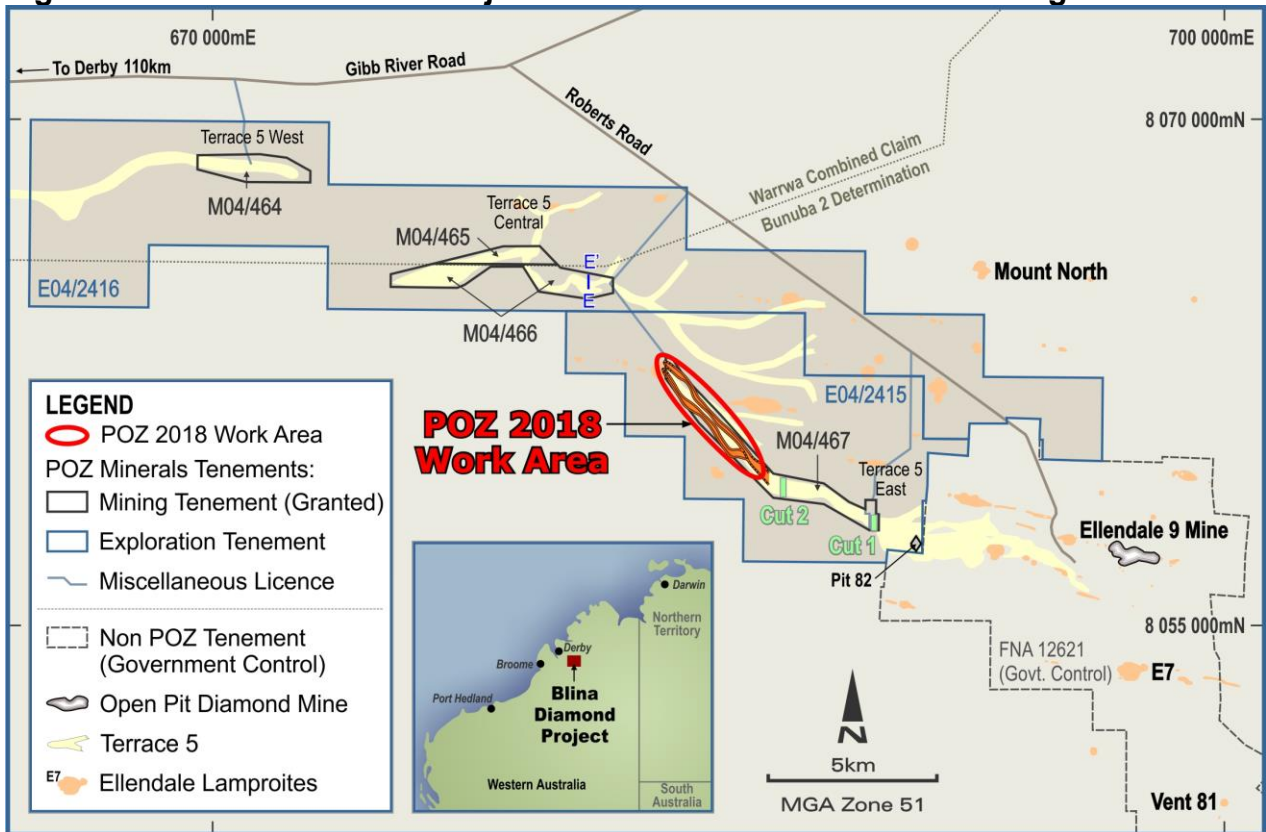 670 000mE
700 000mE
To Derby 110km
Gibb River Road
Roberts Road
8 070 000mN
Terrace 5 West
Warrwa Combined Claim
Bunuba 2 Determination
M04/464
Terrace 5
Central
M04/465
E'
E
E04/2416
Mount North
M04/466
E04/2415
POZ 2018
Work Area
M04/467
Terrace 5
East
Cut 2
Cut 1
Pit 82
Ellendale 9 Mine
8 055 000mN
FNA 12621
(Govt. Control)
E7
Vent 81
LEGEND
POZ 2018 Work Area
POZ Minerals Tenements:
Mining Tenement (Granted)
Exploration Tenement
Miscellaneous Licence
Non POZ Tenement
(Government Control)
Open Pit Diamond Mine
Terrace 5
E7
Ellendale Lamproites
Darwin
Northern
Territory
Derby
Broome
Port Hedland
Blina
Diamond
Project
Western Australia
South
Australia
N
5km
MGA Zone 51